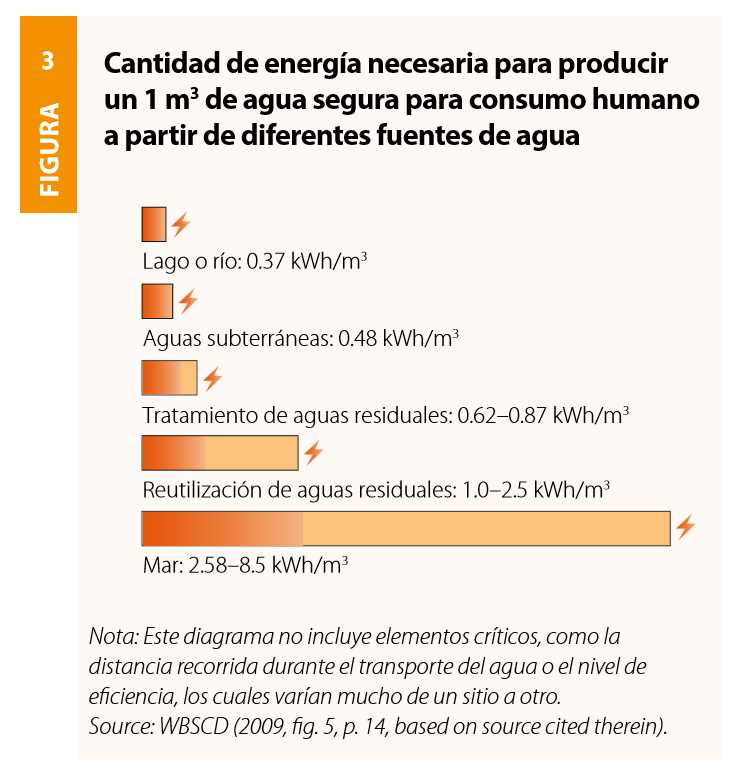 3
FIGURA
Cantidad de energía necesaria para producir
un 1 m³ de agua segura para consumo humano
a partir de diferentes fuentes de agua
Lago o río: 0.37 kWh/m³
Aguas subterráneas: 0.48 kWh/m³
Tratamiento de aguas residuales: 0.62–0.87 kWh/m³
Reutilización de aguas residuales: 1.0–2.5 kWh/m³
Mar: 2.58–8.5 kWh/m³
Nota: Este diagrama no incluye elementos críticos, como la
distancia recorrida durante el transporte del agua o el nivel de
eficiencia, los cuales varían mucho de un sitio a otro.
Source: WBSCD (2009, fig. 5, p. 14, based on source cited therein).